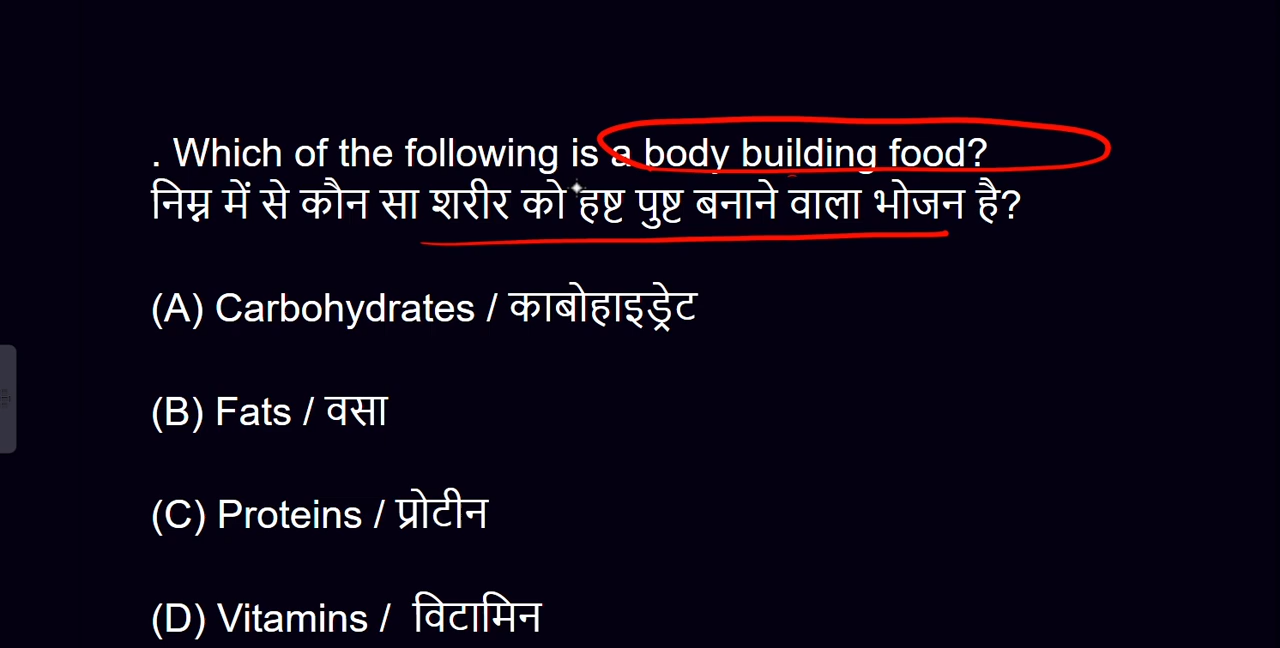 . Which of the following is a body building food?
निम्न में से कौन सा शरीर को हष्ट पुष्ट बनाने वाला भोजन है?
(A) Carbohydrates / काबोहाइड्रेट
(B) Fats / वसा
(C) Proteins / प्रोटीन
(D) Vitamins / विटामिन